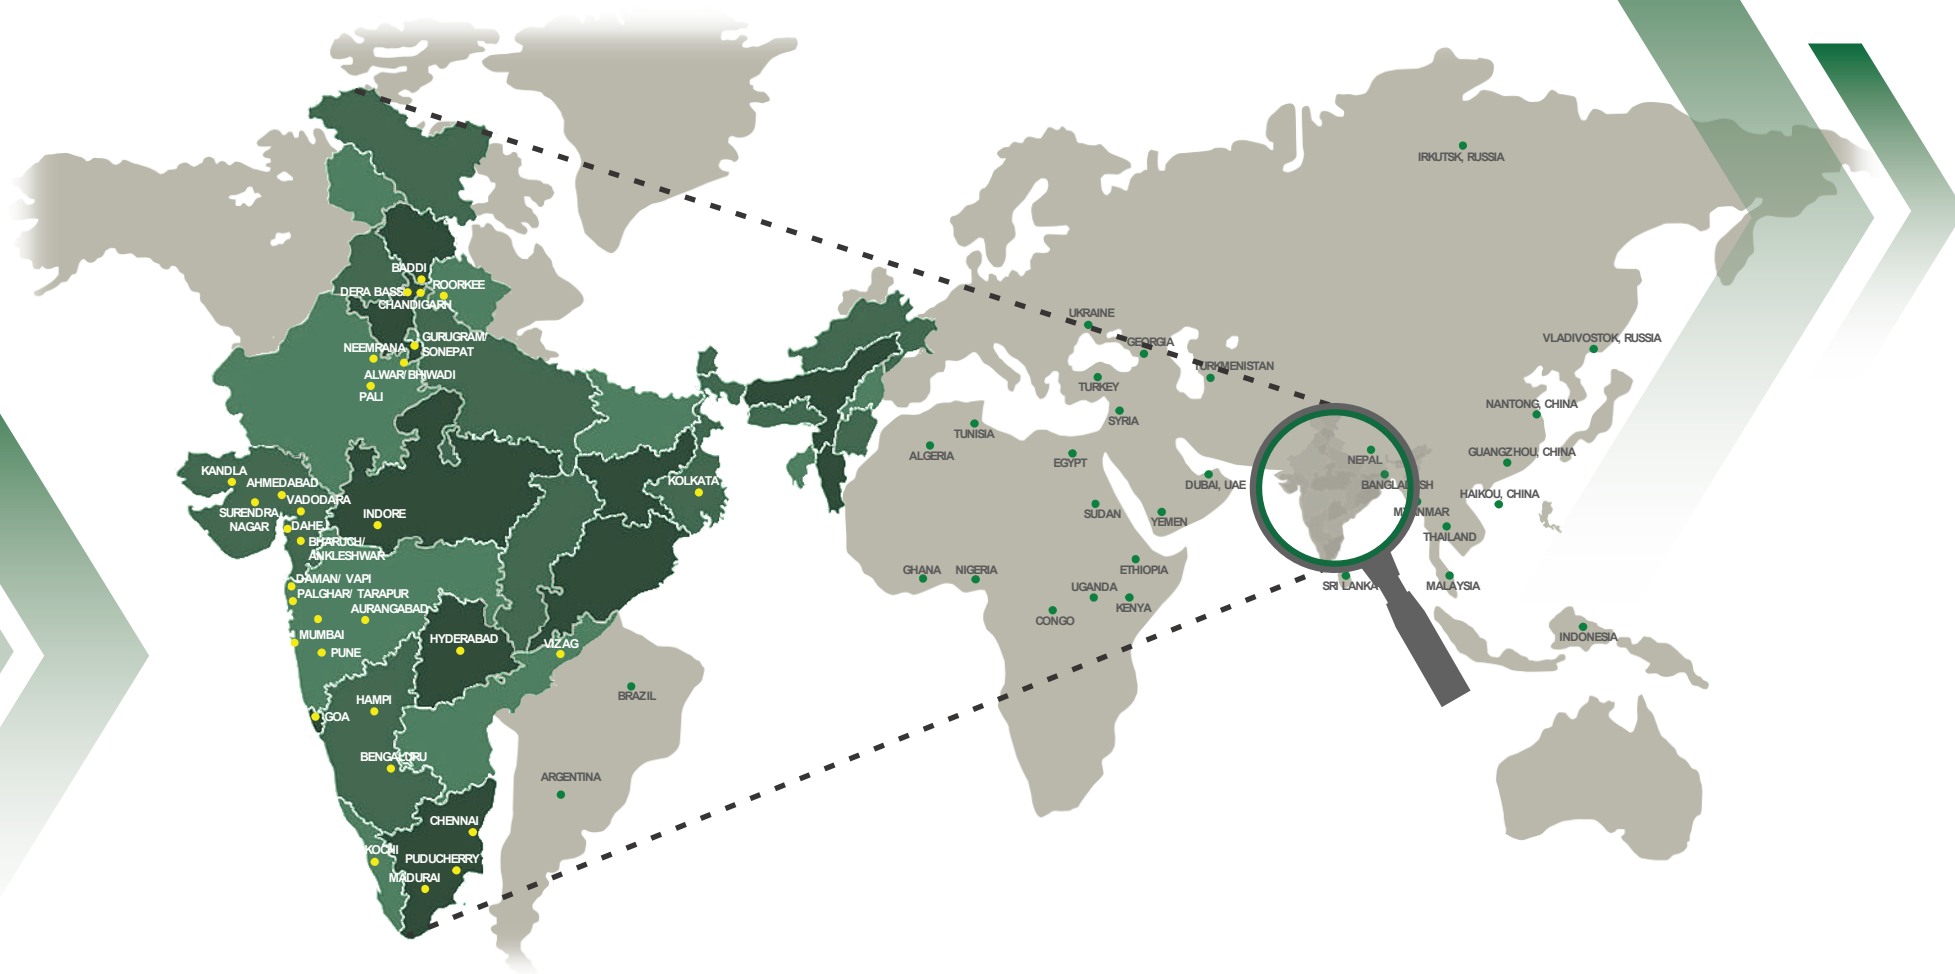 BADDI
DERA BASSI
CHANDIGARH
ROORKEE
GURUGRAM/
SONEPAT
NEEMRANA
ALWAR/ BHIWADI
PALI
KANDLA
AHMEDABAD
VADODARA
SURENDRA
NAGAR
DAHEJ
BHARUCH/
ANKLESHWAR
INDORE
KOLKATA
DAMAN/ VAPI
PALGHAR/ TARAPUR
AURANGABAD
MUMBAI
PUNE
HYDERABAD
VIZAG
HAMPI
GOA
BENGALURU
CHENNAI
KOCHI
PUDUCHERRY
MADURAI
BRAZIL
ARGENTINA
IRKUTSK, RUSSIA
UKRAINE
GEORGIA
TURKMENISTAN
TURKEY
SYRIA
TUNISIA
ALGERIA
EGYPT
DUBAI, UAE
SUDAN
YEMEN
GHANA
NIGERIA
ETHIOPIA
UGANDA
KENYA
CONGO
VLADIVOSTOK, RUSSIA
NANTONG, CHINA
GUANGZHOU, CHINA
HAIKOU, CHINA
NEPAL
BANGLADESH
MYANMAR
THAILAND
SRI LANKA
MALAYSIA
INDONESIA